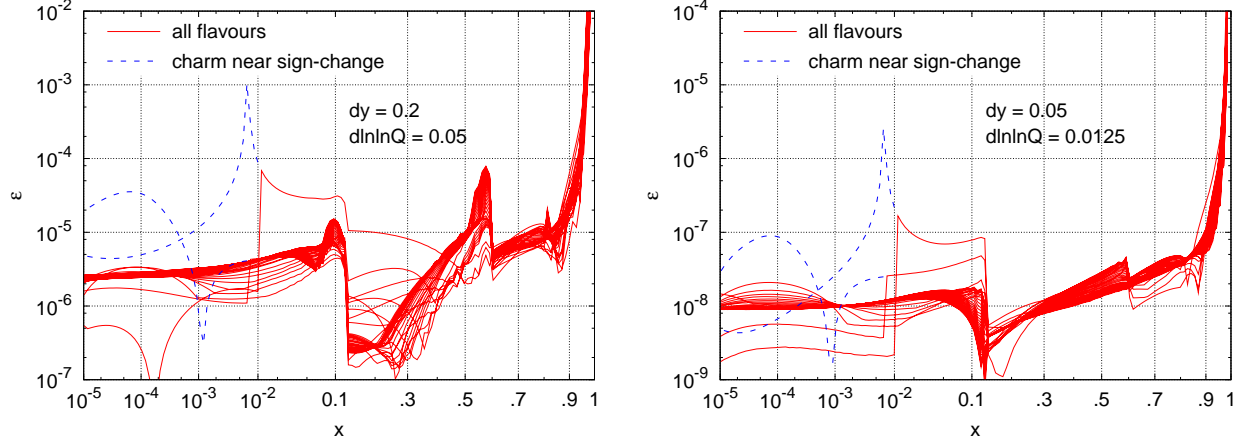 10^-2
10^-3
10^-4
10^-5
10^-6
10^-7
ε
all flavours
charm near sign-change
dy = 0.2
dlnlnQ = 0.05
10^-5 10^-4 10^-3 10^-2 0.1 .3 .5 .7 .9 1
x
10^-4
10^-5
10^-6
10^-7
10^-8
10^-9
ε
all flavours
charm near sign-change
dy = 0.05
dlnlnQ = 0.0125
10^-5 10^-4 10^-3 10^-2 0.1 .3 .5 .7 .9 1
x